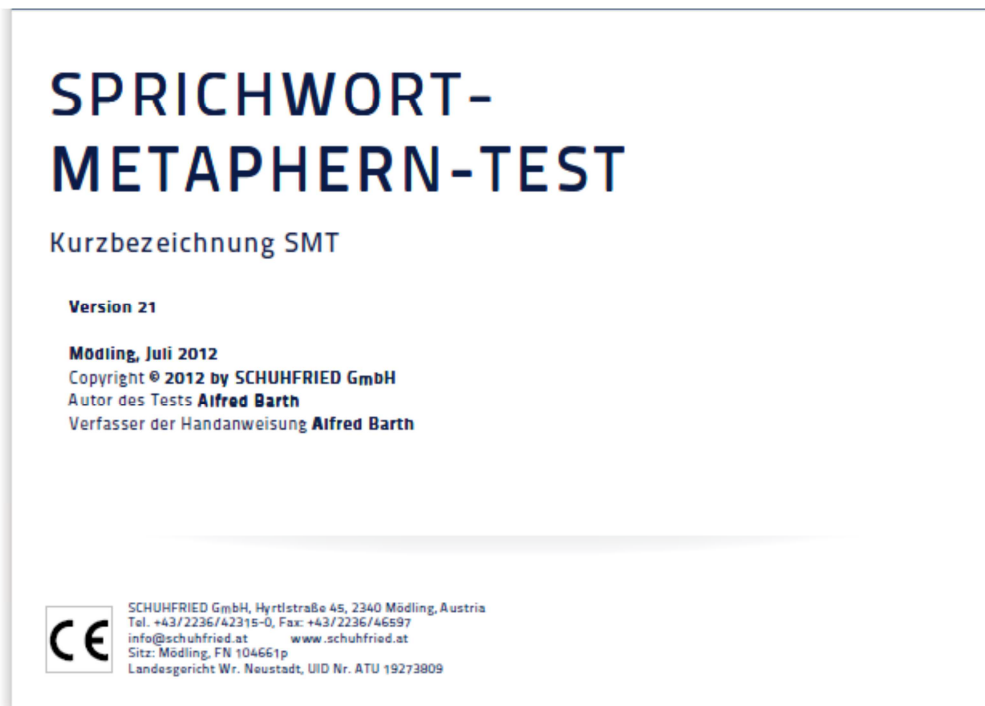 SPRICHWORT-
METAPHERN-TEST
Kurzbezeichnung SMT
Version 21
Mödling, Juli 2012
Copyright © 2012 by SCHUHFRIED GmbH
Autor des Tests Alfred Barth
Verfasser der Handanweisung Alfred Barth
SCHUHFRIED GmbH, Hyrtlstraße 45, 2340 Mödling, Austria
Tel. +43/2236/42315-0, Fax: +43/2236/46597
info@schuhfried.at www.schuhfried.at
Sitz: Mödling, FN 104661p
Landesgericht Wr. Neustadt, UID Nr. ATU 19273809
CE